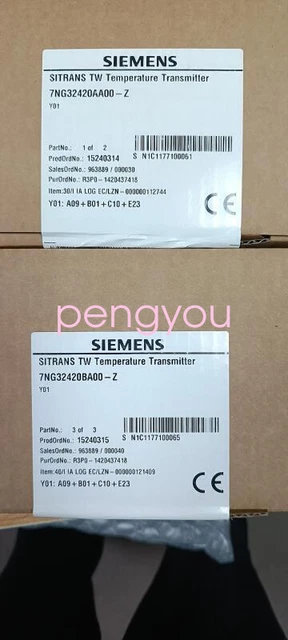 SIEMENS
SITRANS TW Temperature Transmitter
7NG32420AA00-Z
Y01
PartNo.: 1 of 2
ProdOrdNo.: 15240314 S N1C1177100061
SalesOrdNo.: 963889 / 000030
PurOrdNo.: R3P0-1420437418
Item:30/I IA LOG EC/LZN-000000112744
Y01: A09+B01+C10+E23
CE
pengyou
SIEMENS
SITRANS TW Temperature Transmitter
7NG32420BA00-Z
Y01
PartNo.: 3 of 3
ProdOrdNo.: 15240315 S N1C1177100065
SalesOrdNo.: 963889 / 000040
PurOrdNo.: R3P0-1420437418
Item:40/I IA LOG EC/LZN-000000121409
Y01: A09+B01+C10+E23
CE